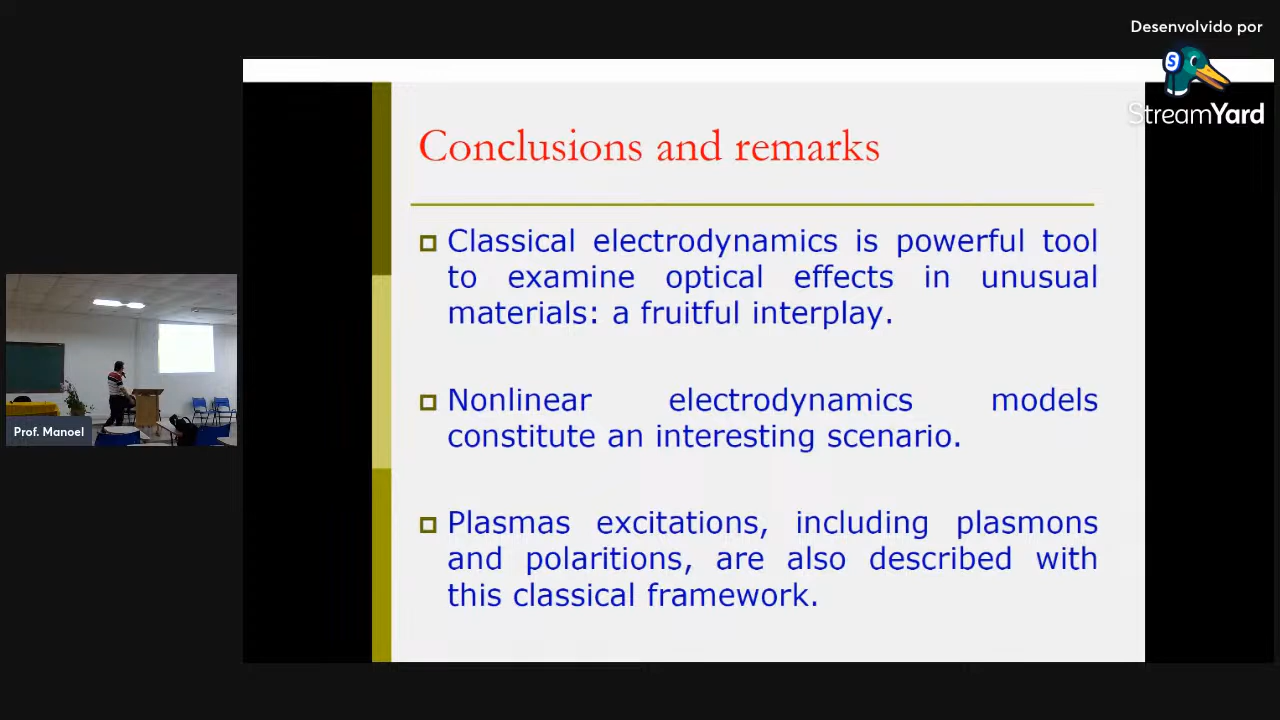 Desenvolvido por
StreamYard
Conclusions and remarks
Classical electrodynamics is powerful tool
to examine optical effects in unusual
materials: a fruitful interplay.
Nonlinear electrodynamics models
constitute an interesting scenario.
Plasmas excitations, including plasmons
and polaritions, are also described with
this classical framework.
Prof. Manoel